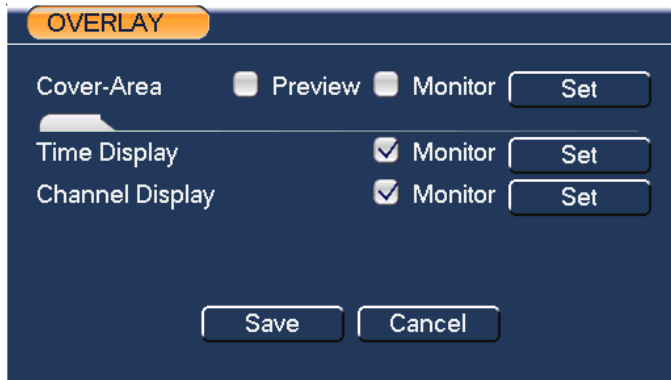 OVERLAY
Cover-Area Preview Monitor Set
Time Display Monitor Set
Channel Display Monitor Set
Save Cancel